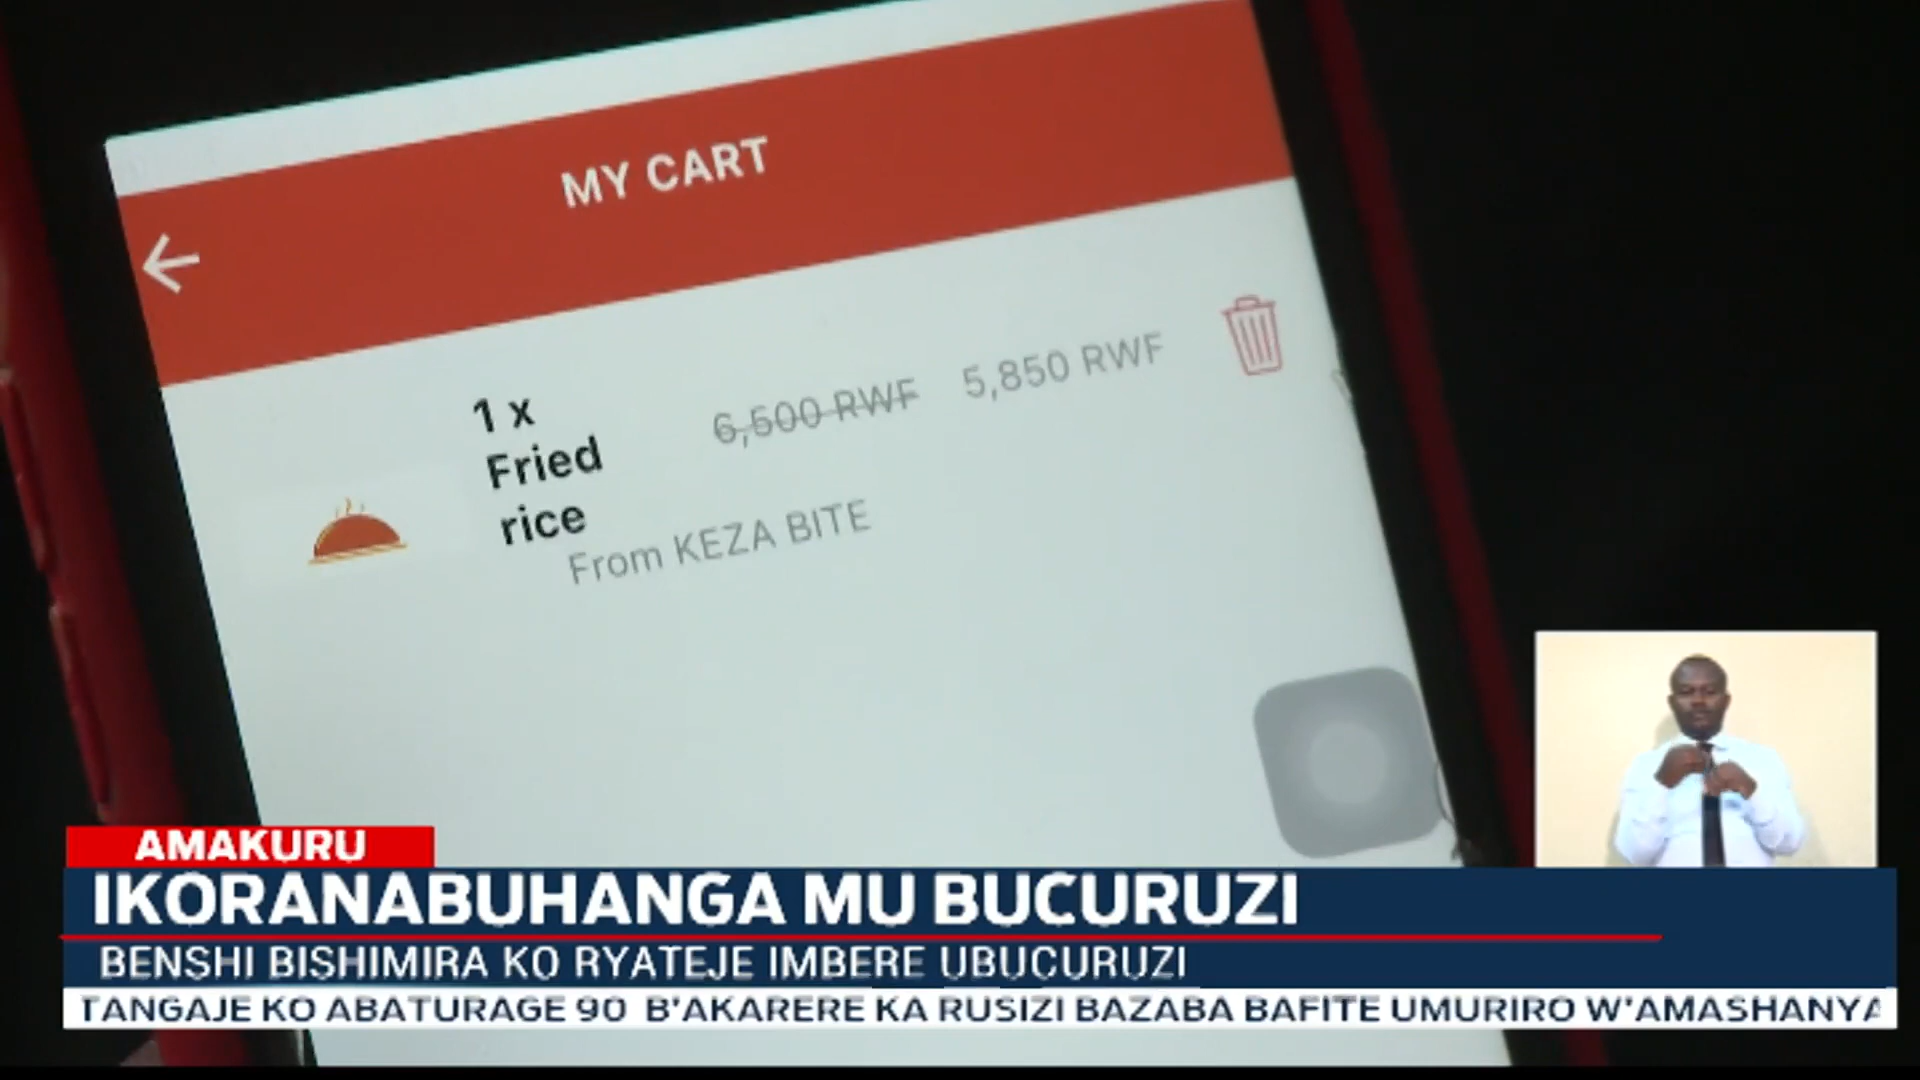 MY CART
1 x
Fried
rice
6,500 RWF 5,850 RWF
From KEZA BITE
AMAKURU
IKORANABUHANGA MU BUCURUZI
BENSHI BISHIMIRA KO RYATEJE IMBERE UBUCURUZI
TANGAJE KO ABATURAGE 90 B'AKARERE KA RUSIZI BAZABA BAFITE UMURIRO W'AMASHANYA